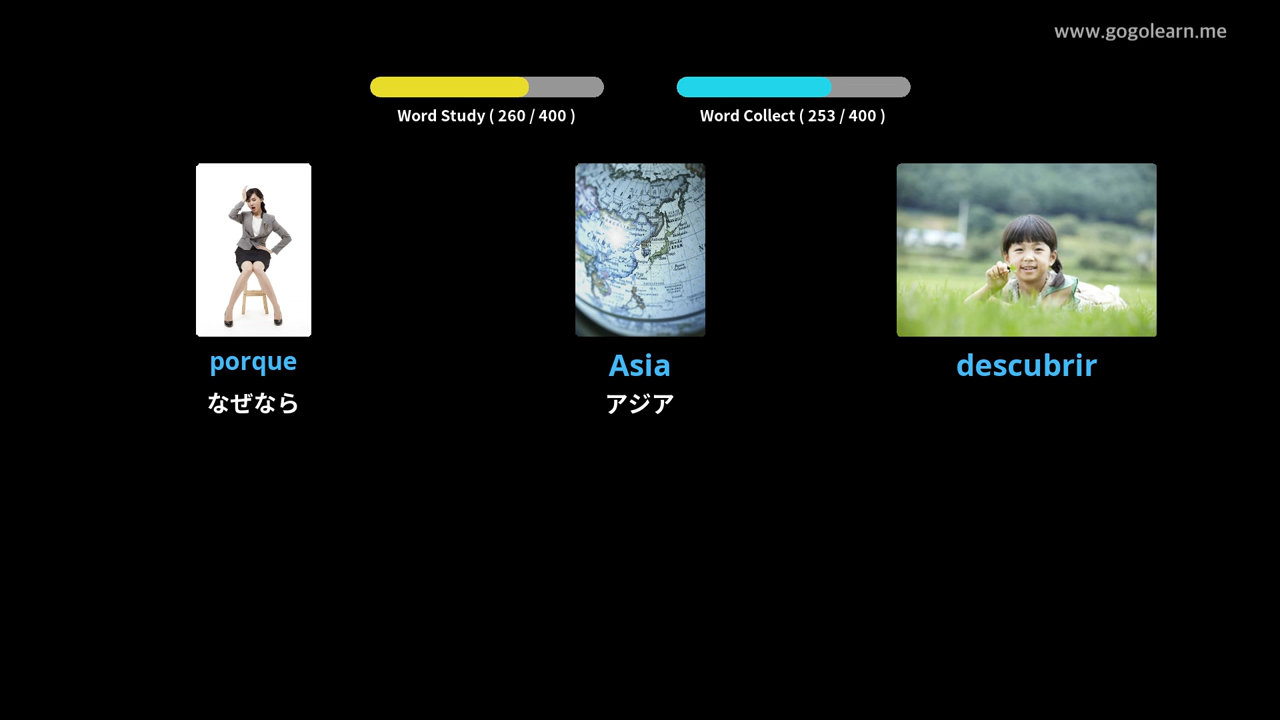 www.gogolearn.me
Word Study ( 260 / 400 )
Word Collect ( 253 / 400 )
porque
なぜなら
Asia
アジア
descubrir